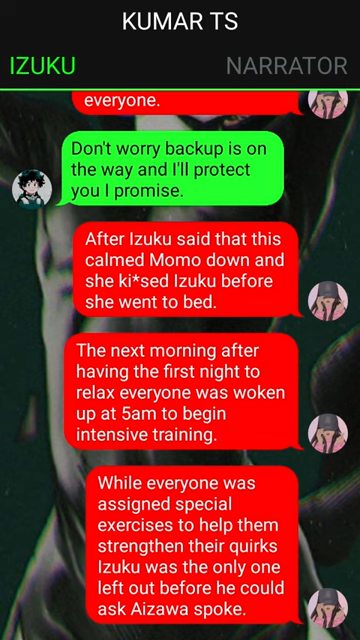 KUMAR TS
IZUKU
NARRATOR
everyone.
Don't worry backup is on
the way and I'll protect
you I promise.
After Izuku said that this
calmed Momo down and
she ki*sed Izuku before
she went to bed.
The next morning after
having the first night to
relax everyone was woken
up at 5am to begin
intensive training.
While everyone was
assigned special
exercises to help them
strengthen their quirks
Izuku was the only one
left out before he could
ask Aizawa spoke.